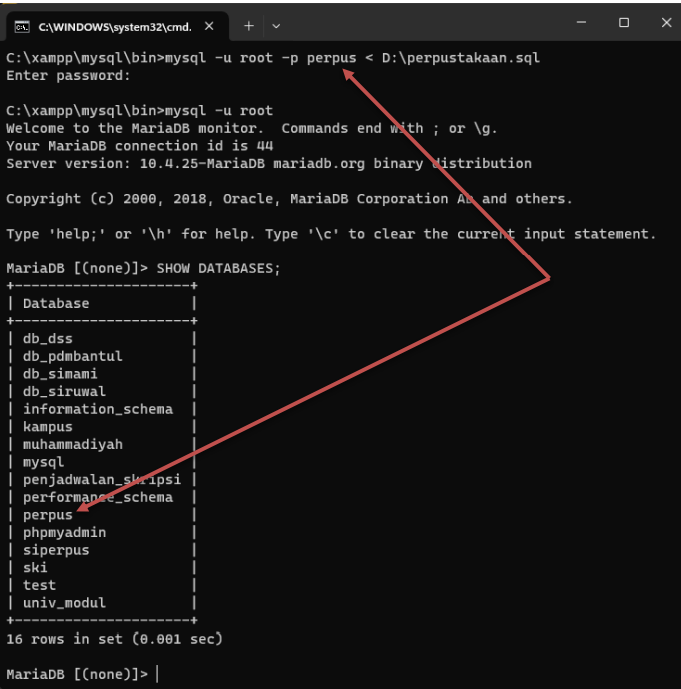 C:\WINDOWS\system32\cmd.
C:\xampp\mysql\bin>mysql -u root -p perpus < D:\perpustakaan.sql
Enter password:
C:\xampp\mysql\bin>mysql -u root
Welcome to the MariaDB monitor.  Commands end with ; or \g.
Your MariaDB connection id is 44
Server version: 10.4.25-MariaDB mariadb.org binary distribution
Copyright (c) 2000, 2018, Oracle, MariaDB Corporation Ab and others.
Type 'help;' or '\h' for help. Type '\c' to clear the current input statement.
MariaDB [(none)]> SHOW DATABASES;
+--------------------+
| Database           |
+--------------------+
| db_dss             |
| db_pdmbantul       |
| db_simami          |
| db_siruwal         |
| information_schema |
| kampus             |
| muhammadiyah       |
| mysql              |
| penjadwalan_skripsi |
| performance_schema |
| perpus             |
| phpmyadmin         |
| siperpus           |
| ski                |
| test               |
| univ_modul         |
+--------------------+
16 rows in set (0.001 sec)
MariaDB [(none)]>